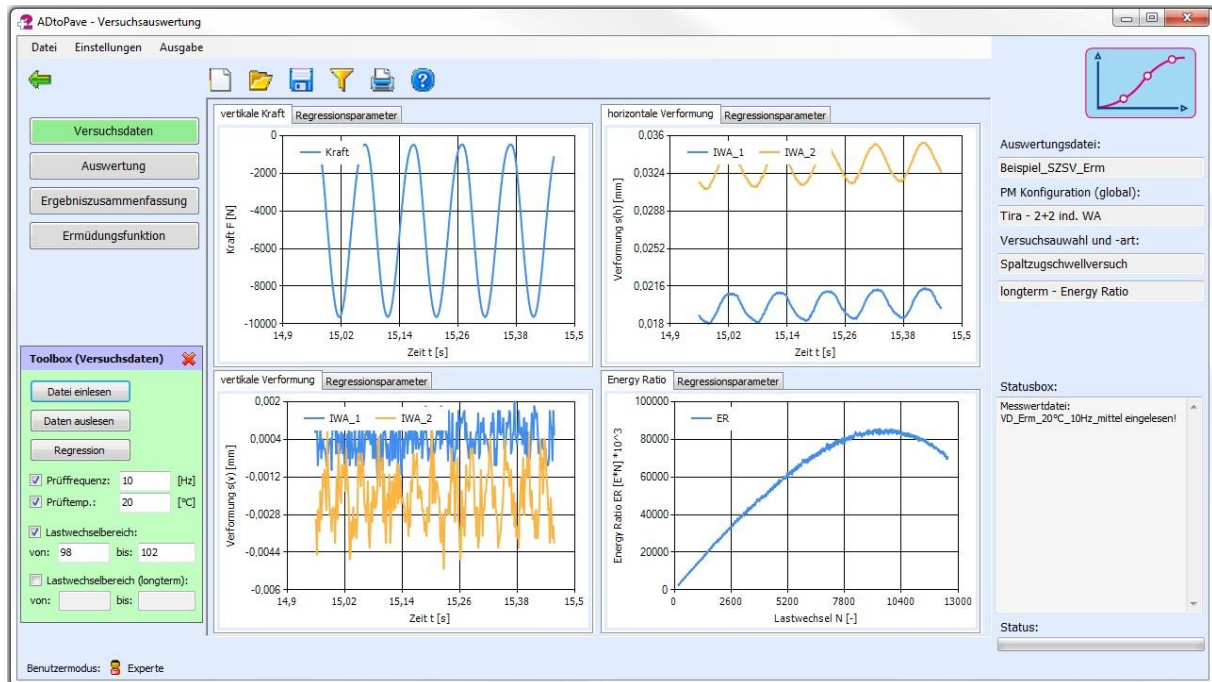 ADtoPave - Versuchsauswertung
Datei Einstellungen Ausgabe
Versuchsdaten
Auswertung
Ergebniszusammenfassung
Ermüdungsfunktion
Toolbox (Versuchsdaten)
Datei einlesen
Daten auslesen
Regression
Prüffrequenz: 10 [Hz]
Prüftemp.: 20 [°C]
Lastwechselbereich:
von: 98 bis: 102
Lastwechselbereich (longterm):
von: bis:
Benutzermodus: Experte
vertikale Kraft Regressionsparameter
Kraft
Kraft F [N]
0
-2000
-4000
-6000
-8000
-10000
14,9 15,02 15,14 15,26 15,38 15,5
Zeit t [s]
horizontale Verformung Regressionsparameter
IWA_1 IWA_2
Verformung s(h) [mm]
0,036
0,0324
0,0288
0,0252
0,0216
0,018
14,9 15,02 15,14 15,26 15,38 15,5
Zeit t [s]
vertikale Verformung Regressionsparameter
IWA_1 IWA_2
Verformung s(v) [mm]
0,002
0,0004
-0,0012
-0,0028
-0,0044
-0,006
14,9 15,02 15,14 15,26 15,38 15,5
Zeit t [s]
Energy Ratio Regressionsparameter
ER
Energy Ratio ER [E*N] *10^3
100000
80000
60000
40000
20000
0
0 2600 5200 7800 10400 13000
Lastwechsel N [-]
Auswertungsdatei:
Beispiel_SZSV_Erm
PM Konfiguration (global):
Tira - 2+2 ind. WA
Versuchsauwahl und -art:
Spaltzugschwellversuch
longterm - Energy Ratio
Statusbox:
Messwertdatei:
VD_Erm_20°C_10Hz_mittel eingelesen!
Status: